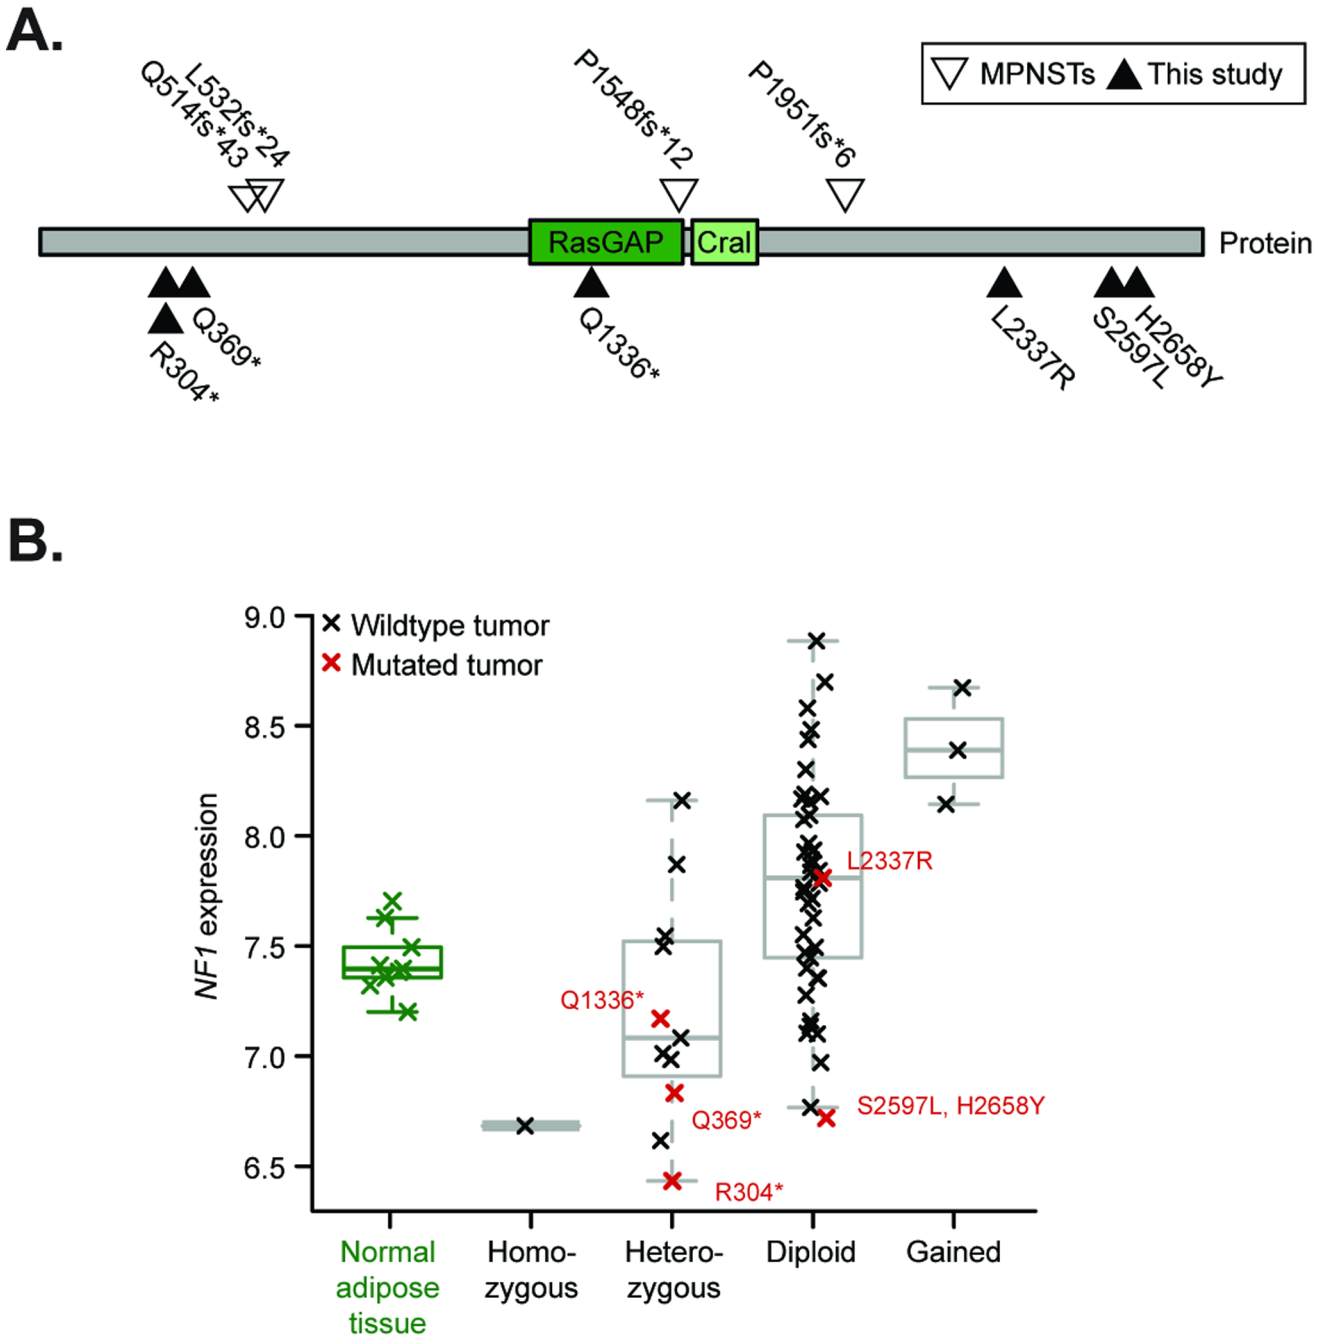 A.
MPNSTs
This study
Q514fs*43
L532fs*24
P1548fs*12
P1951fs*6
RasGAP
Cral
Protein
R304*
Q369*
Q1336*
L2337R
S2597L
H2658Y
B.
Wildtype tumor
Mutated tumor
NF1 expression
9.0
8.5
8.0
7.5
7.0
6.5
L2337R
Q1336*
Q369*
S2597L, H2658Y
R304*
Normal
adipose
tissue
Homo-
zygous
Hetero-
zygous
Diploid
Gained